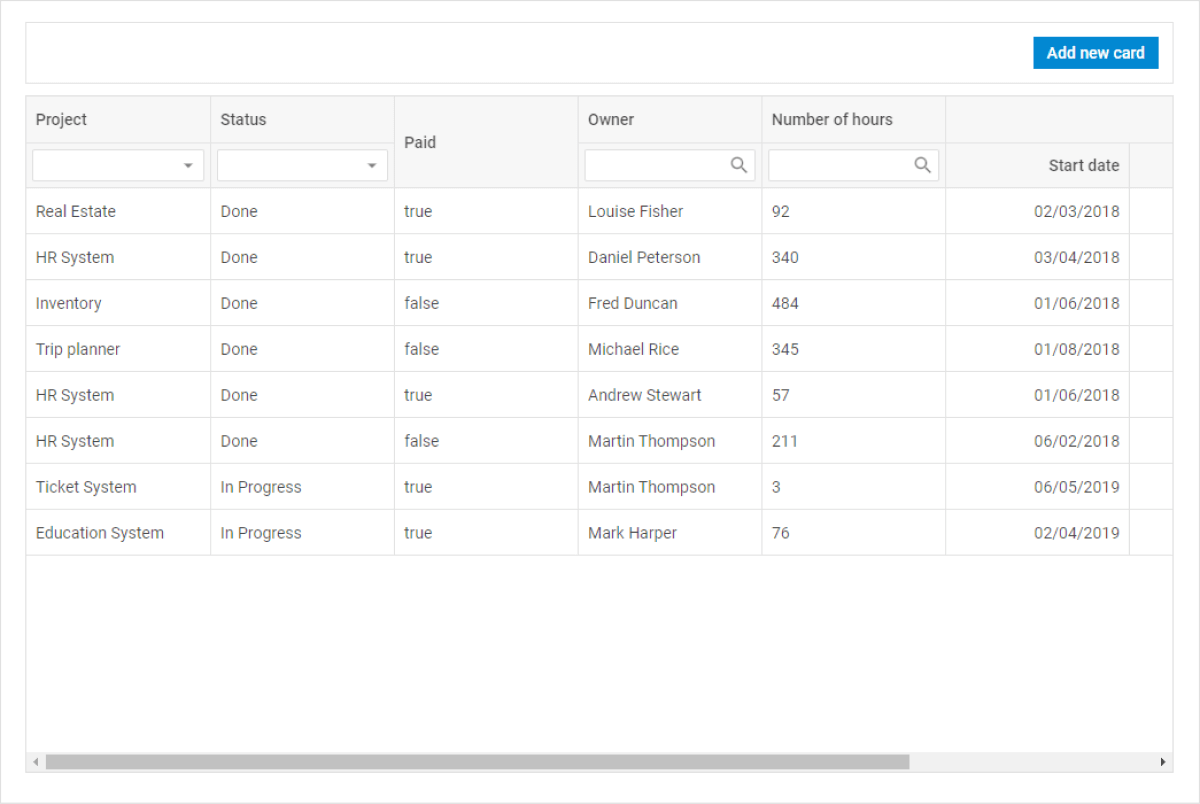 Add new card
Project Status Paid Owner Number of hours
Start date
Real Estate Done true Louise Fisher 92 02/03/2018
HR System Done true Daniel Peterson 340 03/04/2018
Inventory Done false Fred Duncan 484 01/06/2018
Trip planner Done false Michael Rice 345 01/08/2018
HR System Done true Andrew Stewart 57 01/06/2018
HR System Done false Martin Thompson 211 06/02/2018
Ticket System In Progress true Martin Thompson 3 06/05/2019
Education System In Progress true Mark Harper 76 02/04/2019